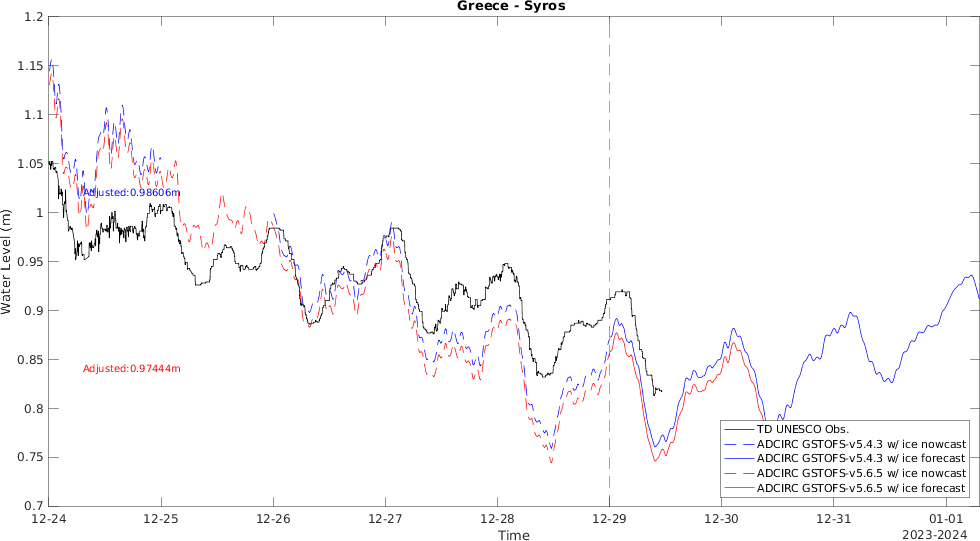 Greece - Syros
1.2
1.15
1.1
1.05
1
0.95
0.9
0.85
0.8
0.75
0.7
Water Level (m)
Adjusted:0.98606m
Adjusted:0.97444m
TD UNESCO Obs.
ADCIRC GSTOFS-v5.4.3 w/ ice nowcast
ADCIRC GSTOFS-v5.4.3 w/ ice forecast
ADCIRC GSTOFS-v5.6.5 w/ ice nowcast
ADCIRC GSTOFS-v5.6.5 w/ ice forecast
12-24 12-25 12-26 12-27 12-28 12-29 12-30 12-31 01-01
Time
2023-2024